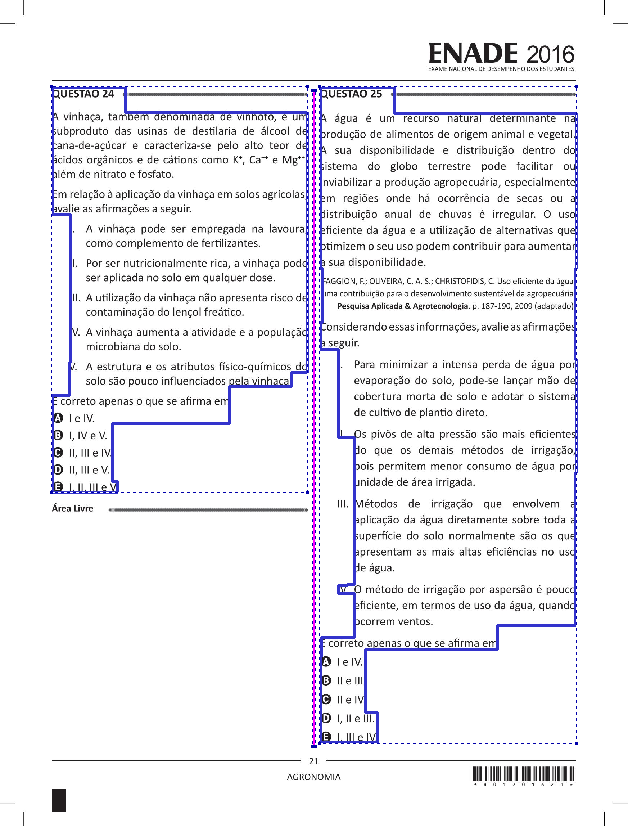 ENADE 2016
EXAME NACIONAL DE DESEMPENHO DOS ESTUDANTES
QUESTÃO 24
A vinhaça, também denominada de vinhoto, é um
subproduto das usinas de destilaria de álcool de
cana-de-açúcar e caracteriza-se pelo alto teor de
ácidos orgânicos e de cátions como K⁺, Ca⁺⁺ e Mg⁺⁺
além de nitrato e fosfato.
Em relação à aplicação da vinhaça em solos agrícolas,
avalie as afirmações a seguir.
I. A vinhaça pode ser empregada na lavoura
como complemento de fertilizantes.
II. Por ser nutricionalmente rica, a vinhaça pode
ser aplicada no solo em qualquer dose.
III. A utilização da vinhaça não apresenta risco de
contaminação do lençol freático.
IV. A vinhaça aumenta a atividade e a população
microbiana do solo.
V. A estrutura e os atributos físico-químicos do
solo são pouco influenciados pela vinhaça.
É correto apenas o que se afirma em
A I e IV.
B I, IV e V.
C II, III e IV.
D II, III e V.
E I, II, III e V.
Área Livre
QUESTÃO 25
A água é um recurso natural determinante na
produção de alimentos de origem animal e vegetal.
A sua disponibilidade e distribuição dentro do
sistema do globo terrestre pode facilitar ou
inviabilizar a produção agropecuária, especialmente
em regiões onde há ocorrência de secas ou a
distribuição anual de chuvas é irregular. O uso
eficiente da água e a utilização de alternativas que
otimizem o seu uso podem contribuir para aumentar
a sua disponibilidade.
FAGGION, F.; OLIVEIRA, C. A. S.; CHRISTOFIDIS, C. Uso eficiente da água:
uma contribuição para o desenvolvimento sustentável da agropecuária.
Pesquisa Aplicada & Agrotecnologia, p. 187-190, 2009 (adaptado).
Considerando essas informações, avalie as afirmações
a seguir.
I. Para minimizar a intensa perda de água por
evaporação do solo, pode-se lançar mão de
cobertura morta de solo e adotar o sistema
de cultivo de plantio direto.
II. Os pivôs de alta pressão são mais eficientes
do que os demais métodos de irrigação,
pois permitem menor consumo de água por
unidade de área irrigada.
III. Métodos de irrigação que envolvem a
aplicação da água diretamente sobre toda a
superfície do solo normalmente são os que
apresentam as mais altas eficiências no uso
de água.
IV. O método de irrigação por aspersão é pouco
eficiente, em termos de uso da água, quando
ocorrem ventos.
É correto apenas o que se afirma em
A I e IV.
B II e III.
C II e IV.
D I, II e III.
E I, III e IV.
21
AGRONOMIA